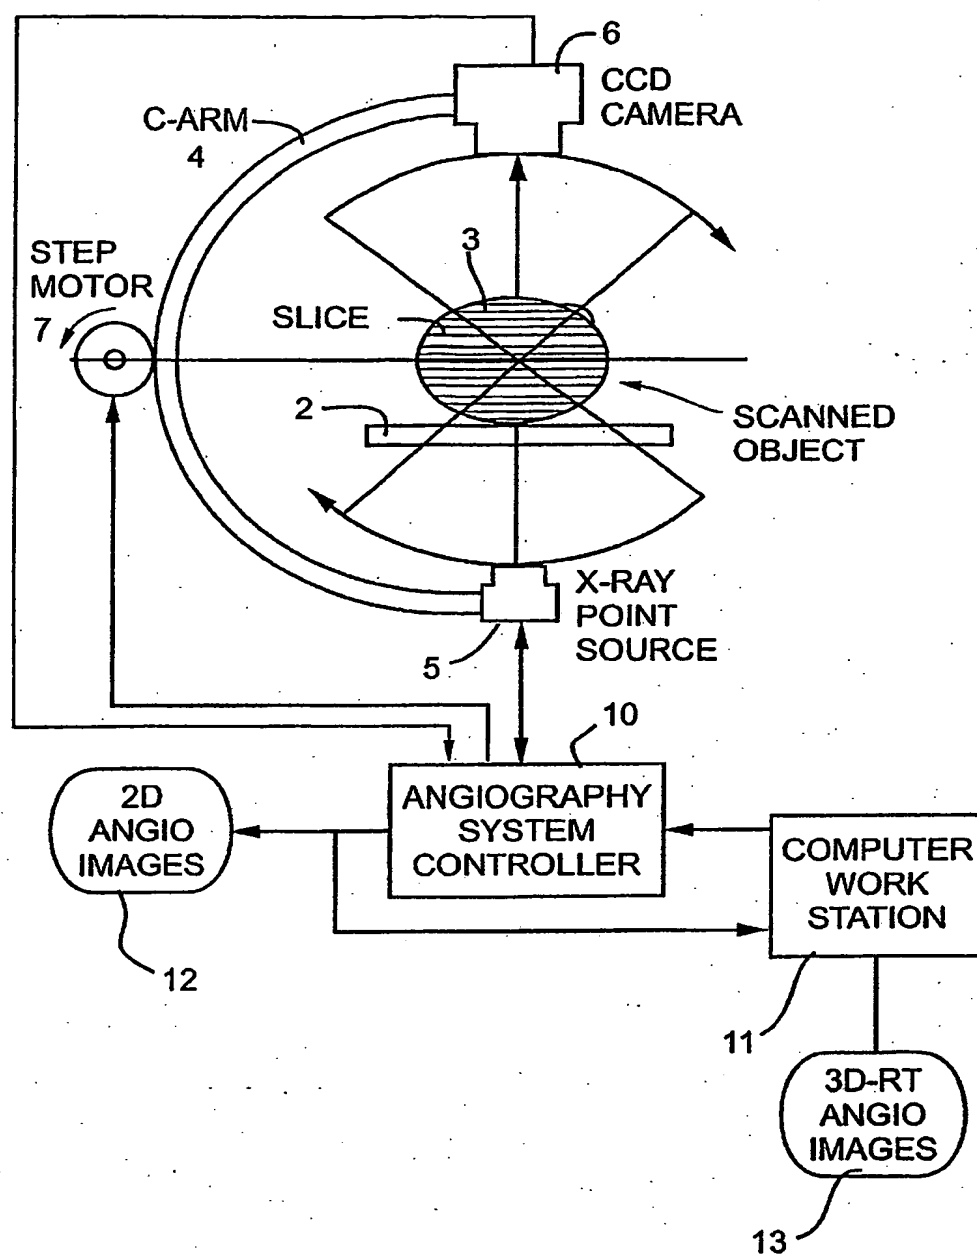 6
CCD
CAMERA
C-ARM
4
STEP
MOTOR
7
3
SLICE
2
SCANNED
OBJECT
X-RAY
POINT
SOURCE
5
10
ANGIOGRAPHY
SYSTEM
CONTROLLER
2D
ANGIO
IMAGES
12
COMPUTER
WORK
STATION
11
3D-RT
ANGIO
IMAGES
13